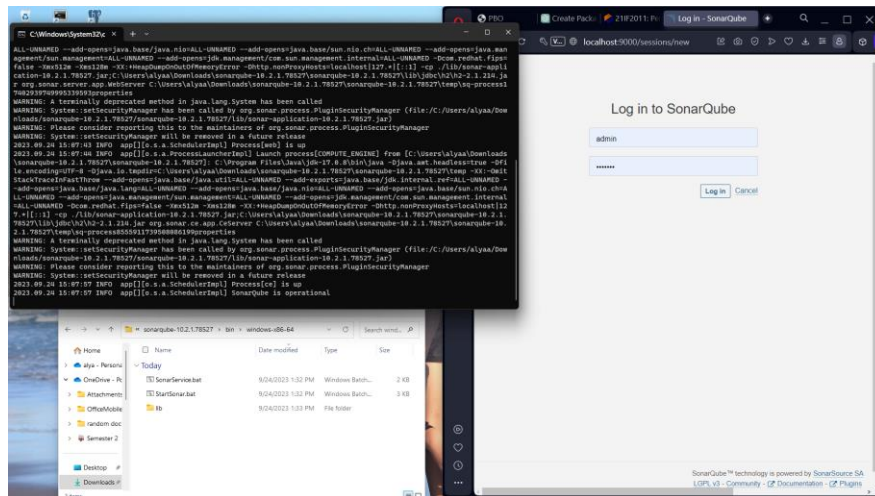 C:\Windows\System32\c
ALL-UNNAMED --add-opens=java.base/java.nio=ALL-UNNAMED --add-opens=java.base/sun.nio.ch=ALL-UNNAMED --add-opens=java.man
agement/sun.management=ALL-UNNAMED --add-opens=jdk.management/com.sun.management.internal=ALL-UNNAMED -Dcom.redhat.fips=
false -Xmx512m -Xms128m -XX:+HeapDumpOnOutOfMemoryError -Dhttp.nonProxyHosts=localhost|127.*|[::1] -cp ./lib/sonar-appli
cation-10.2.1.78527.jar;C:\Users\alyaa\Downloads\sonarqube-10.2.1.78527\sonarqube-10.2.1.78527\lib\jdbc\h2\h2-2.1.214.ja
r org.sonar.server.app.WebServer C:\Users\alyaa\Downloads\sonarqube-10.2.1.78527\sonarqube-10.2.1.78527\temp\sq-process1
properties
WARNING: A terminally deprecated method in java.lang.System has been called
WARNING: System::setSecurityManager has been called by org.sonar.process.PluginSecurityManager (file:/C:/Users/alyaa/Dow
nloads/sonarqube-10.2.1.78527/sonarqube-10.2.1.78527/lib/sonar-application-10.2.1.78527.jar)
WARNING: Please consider reporting this to the maintainers of org.sonar.process.PluginSecurityManager
WARNING: System::setSecurityManager will be removed in a future release
2023.09.24 15:07:43 INFO app[][o.s.a.SchedulerImpl] Process[web] is up
2023.09.24 15:07:44 INFO app[][o.s.a.ProcessLauncherImpl] Launch process[COMPUTE_ENGINE] from [C:\Users\alyaa\Downloads
\sonarqube-10.2.1.78527\sonarqube-10.2.1.78527]: C:\Program Files\Java\jdk-17.0.8\bin\java -Djava.awt.headless=true -Dfi
le.encoding=UTF-8 -Djava.io.tmpdir=C:\Users\alyaa\Downloads\sonarqube-10.2.1.78527\sonarqube-10.2.1.78527\temp -XX:-Omit
StackTraceInFastThrow --add-opens=java.base/java.util=ALL-UNNAMED --add-exports=java.base/jdk.internal.ref=ALL-UNNAMED -
-add-opens=java.base/java.lang=ALL-UNNAMED --add-opens=java.base/java.nio=ALL-UNNAMED --add-opens=java.base/sun.nio.ch=A
LL-UNNAMED --add-opens=java.management/sun.management=ALL-UNNAMED --add-opens=jdk.management/com.sun.management.internal
=ALL-UNNAMED -Dcom.redhat.fips=false -Xmx512m -Xms128m -XX:+HeapDumpOnOutOfMemoryError -Dhttp.nonProxyHosts=localhost|12
7.*|[::1] -cp ./lib/sonar-application-10.2.1.78527.jar;C:\Users\alyaa\Downloads\sonarqube-10.2.1.78527\sonarqube-10.2.1.
78527\lib\jdbc\h2\h2-2.1.214.jar org.sonar.ce.app.CeServer C:\Users\alyaa\Downloads\sonarqube-10.2.1.78527\sonarqube-10.
2.1.78527\temp\
WARNING: A terminally deprecated method in java.lang.System has been called
WARNING: System::setSecurityManager has been called by org.sonar.process.PluginSecurityManager (file:/C:/Users/alyaa/Dow
nloads/sonarqube-10.2.1.78527/sonarqube-10.2.1.78527/lib/sonar-application-10.2.1.78527.jar)
WARNING: Please consider reporting this to the maintainers of org.sonar.process.PluginSecurityManager
WARNING: System::setSecurityManager will be removed in a future release
2023.09.24 15:07:57 INFO app[][o.s.a.SchedulerImpl] Process[ce] is up
2023.09.24 15:07:57 INFO app[][o.s.a.SchedulerImpl] SonarQube is operational
sonarqube-10.2.1.78527 > bin > windows-x86-64
Search wind...
Home
alya - Persona
OneDrive - Pe
Attachments
OfficeMobile
random doc
Semester 2
Desktop
Downloads
Name Date modified Type Size
Today
SonarService.bat 9/24/2023 1:32 PM Windows Batch... 2 KB
StartSonar.bat 9/24/2023 1:32 PM Windows Batch... 3 KB
lib 9/24/2023 1:33 PM File folder
PBO
Create Packa
21IF2011: Pe
Log in - SonarQube
localhost:9000/sessions/new
Log in to SonarQube
admin
•••••••
Log in Cancel
SonarQube™ technology is powered by SonarSource SA
LGPL v3 - Community - Documentation - Plugins